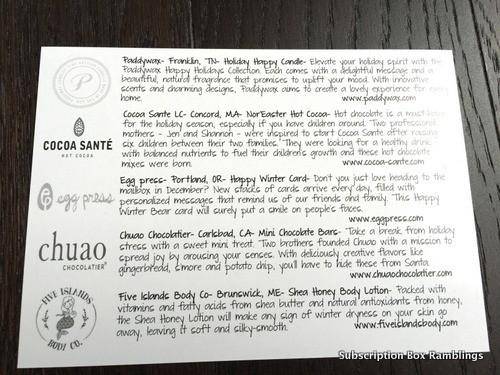 Paddywax- Franklin, TN- Holiday Happy Candle- Elevate your holiday spirit with the
Paddywax Happy Holidays Collection. Each comes with a delightful message and a
beautiful, natural fragrance that promises to uplift your mood. With innovative
scents and charming designs, Paddywax aims to create a lovely experience for every
home. www.paddywax.com
P
Cocoa Sante LC- Concord, MA- NorEaster Hot Cocoa- Hot chocolate is a must-have
for the holiday season, especially if you have children around. Two professional
mothers - Jen and Shannon - were inspired to start Cocoa Sante after raising
six children between their two families. They were looking for a healthy drink
with balanced nutrients to fuel their children's growth and these hot chocolate
mixes were born. www.cocoa-sante.com
COCOA SANTÉ
HOT COCOA
Egg press- Portland, OR- Happy Winter Card- Don't you just love heading to the
mailbox in December? New stacks of cards arrive every day, filled with
personalized messages that remind us of our friends and family. This Happy
Winter Bear card will surely put a smile on people's faces.
www.eggpress.com
egg press
Chuao Chocolatier- Carlsbad, CA- Mini Chocolate Bars- Take a break from holiday
stress with a sweet mini treat. Two brothers founded Chuao with a mission to
spread joy by arousing your senses. With deliciously creative flavors like
gingerbread, s'more and potato chip, you'll have to hide these from Santa.
www.chuaochocolatier.com
chuao
CHOCOLATIER
Five Islands Body Co- Brunswick, ME- Shea Honey Body Lotion- Packed with
vitamins and fatty acids from shea butter and natural antioxidants from honey,
the Shea Honey Lotion will make any sign of winter dryness on your skin go
away, leaving it soft and silky-smooth. www.fiveislandsbody.com
FIVE ISLANDS
BODY CO.
Subscription Box Ramblings